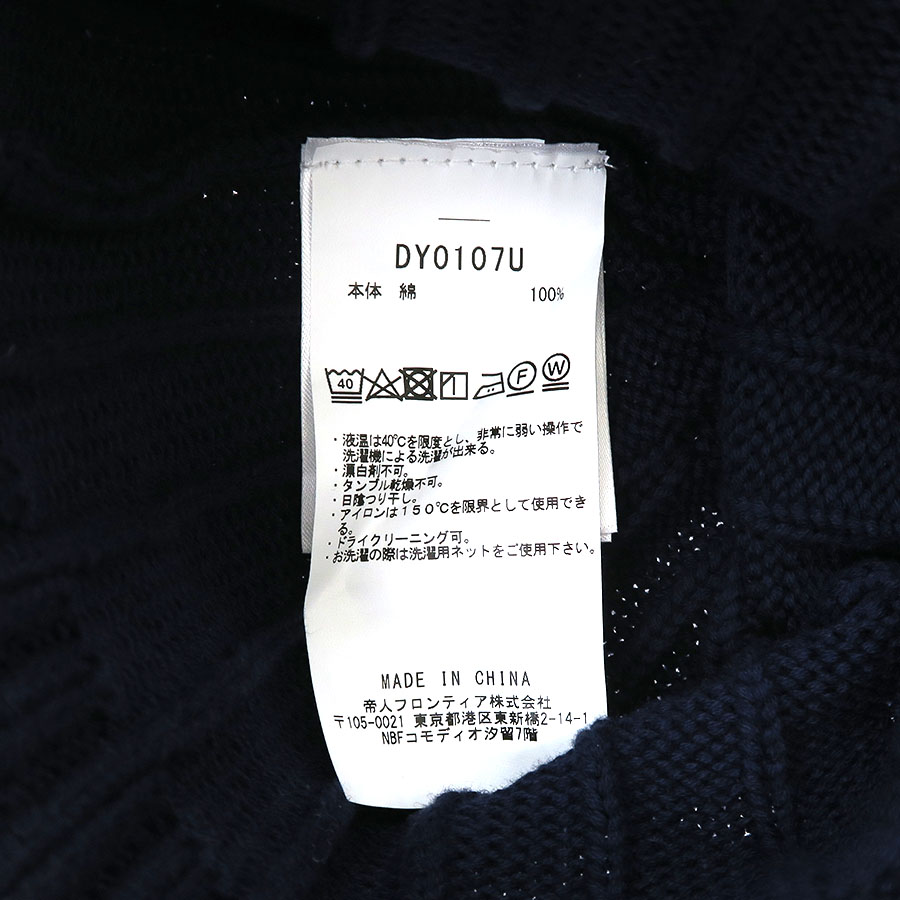 DY0107U
本体 綿 100%
40 F W
・液温は40℃を限度とし、非常に弱い操作で
洗濯機による洗濯が出来る。
・漂白剤不可。
・タンブル乾燥不可。
・日陰つり干し。
・アイロンは150℃を限界として使用でき
る。
・ドライクリーニング可。
・お洗濯の際は洗濯用ネットをご使用下さい。
MADE IN CHINA
帝人フロンティア株式会社
〒105-0021 東京都港区東新橋2-14-1
NBFコモディオ汐留7階